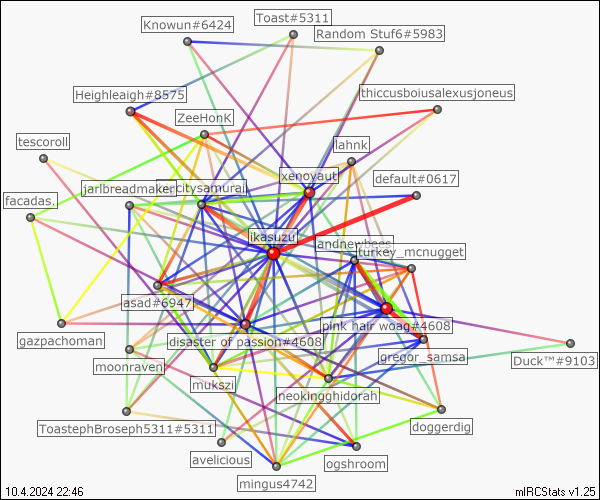 Toast#5311
Knowun#6424
Random Stuf6#5983
Heighleaigh#8575
thiccusboiusalexusjoneus
ZeeHonK
tescoroll
lahnk
xenoyaut
default#0617
jarlbreadmaker
citysamurai
facadas.
ikasuzu
landnewbees
turkey_mcnugget
asad#6947
pink hair woag#4608
gazpachoman
disaster of passion#4608
gregor_samsa
Duck™#9103
moonraven
mukszi
neokingghidorah
ToastephBroseph5311#5311
doggerdig
avelicious
ogshroom
mingus4742
10.4.2024 22:46
mIRCStats v1.25